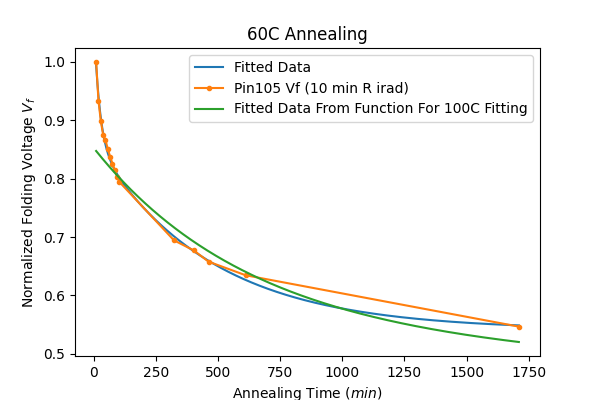 60C Annealing
Fitted Data
Pin105 Vf (10 min R irad)
Fitted Data From Function For 100C Fitting
Normalized Folding Voltage V_f
1.0
0.9
0.8
0.7
0.6
0.5
0 250 500 750 1000 1250 1500 1750
Annealing Time (min)